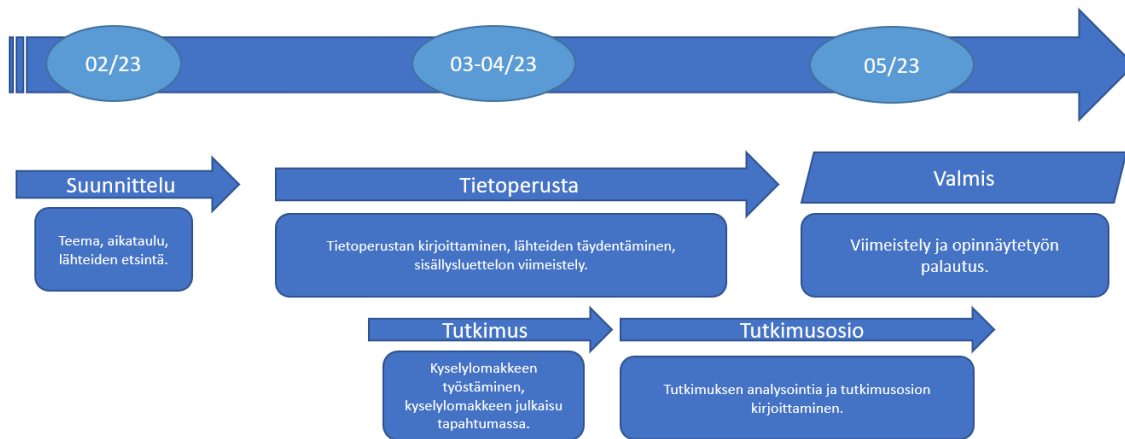 02/23
03-04/23
05/23
Suunnittelu
Teema, aikataulu,
lähteiden etsintä.
Tietoperusta
Tietoperustan kirjoittaminen, lähteiden täydentäminen,
sisällysluettelon viimeistely.
Valmis
Viimeistely ja opinnäytetyön
palautus.
Tutkimus
Kyselylomakkeen
työstäminen,
kyselylomakkeen julkaisu
tapahtumassa.
Tutkimusosio
Tutkimuksen analysointia ja tutkimusosion
kirjoittaminen.